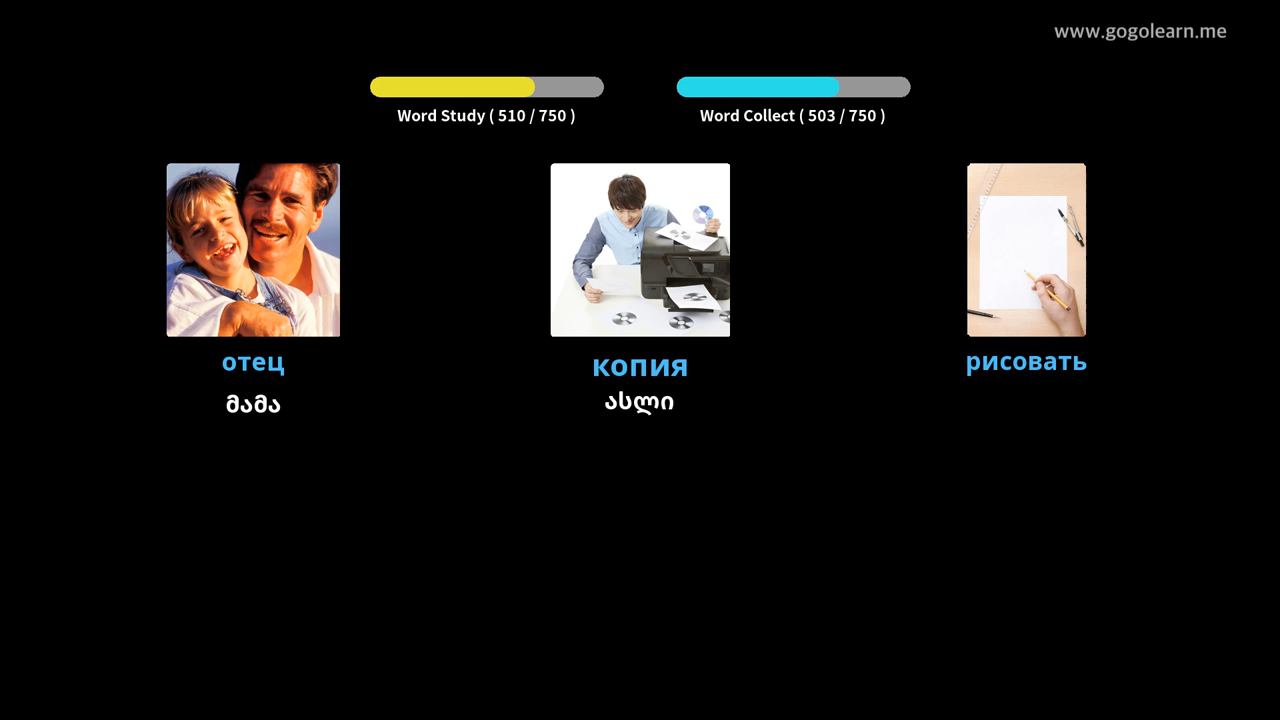 www.gogolearn.me
Word Study ( 510 / 750 )
Word Collect ( 503 / 750 )
отец
копия
рисовать
მამა
ასლი